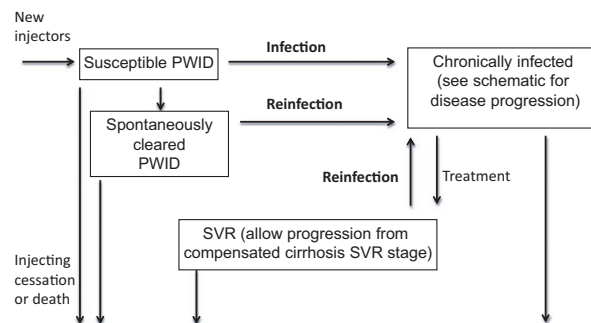 New
injectors
Susceptible PWID
Infection
Chronically infected
(see schematic for
disease progression)
Spontaneously
cleared
PWID
Reinfection
Reinfection
Treatment
SVR (allow progression from
compensated cirrhosis SVR stage)
Injecting
cessation
or death